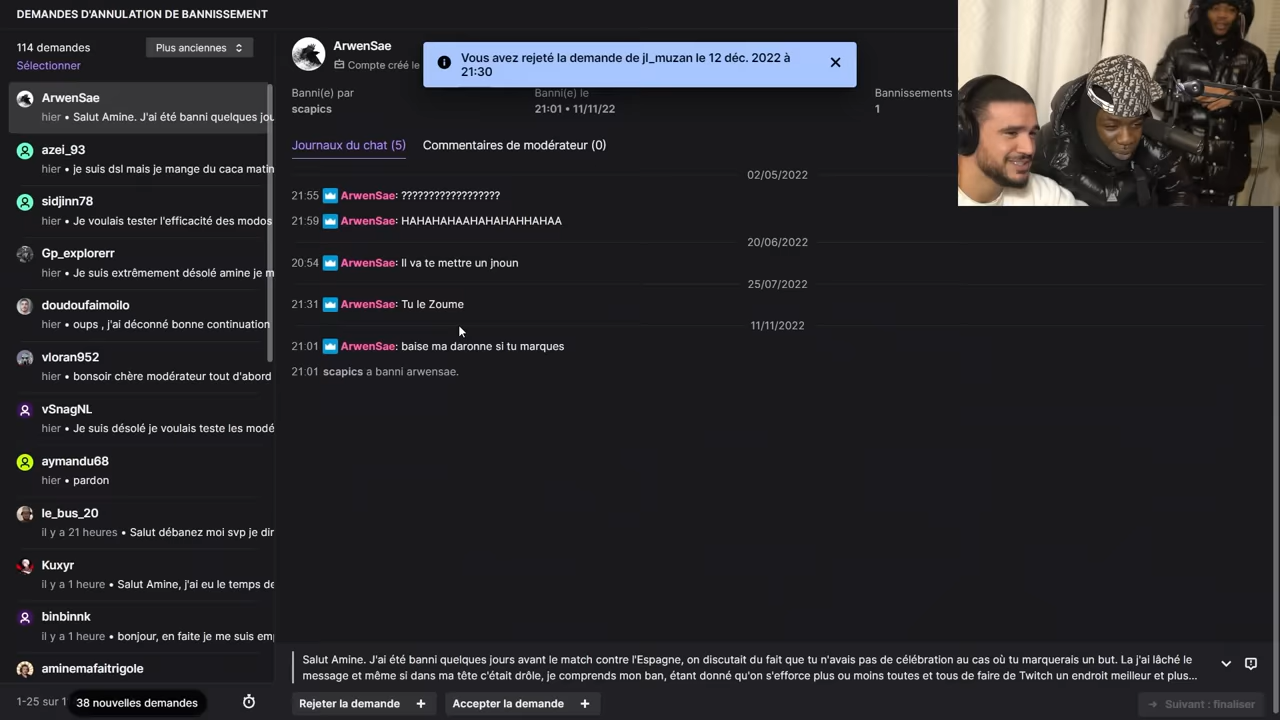 DEMANDES D'ANNULATION DE BANNISSEMENT
114 demandes
Plus anciennes
Sélectionner
ArwenSae
hier • Salut Amine. J'ai été banni quelques jou
azei_93
hier • je suis dsl mais je mange du caca matin
sidjinn78
hier • Je voulais tester l'efficacité des modos
Gp_explorerr
hier • Je suis extrêmement désolé amine je m
doudoufaimoilo
hier • oups , j'ai déconné bonne continuation
vloran952
hier • bonsoir chère modérateur tout d'abord
vSnagNL
hier • Je suis désolé je voulais teste les modé
aymandu68
hier • pardon
le_bus_20
il y a 21 heures • Salut débanez moi svp je dir
Kuxyr
il y a 1 heure • Salut Amine, j'ai eu le temps de
binbinnk
il y a 1 heure • bonjour, en faite je me suis em
aminemafaitrigole
1-25 sur 1
38 nouvelles demandes
ArwenSae
Compte créé le
Vous avez rejeté la demande de jl_muzan le 12 déc. 2022 à
21:30
Banni(e) par
scapics
Banni(e) le
21:01 • 11/11/22
Bannissements
1
Journaux du chat (5)
Commentaires de modérateur (0)
02/05/2022
21:55 ArwenSae: ??????????????????
21:59 ArwenSae: HAHAHAHAAHAHAHAHHAHAA
20/06/2022
20:54 ArwenSae: Il va te mettre un jnoun
25/07/2022
21:31 ArwenSae: Tu le Zoume
11/11/2022
21:01 ArwenSae: baise ma daronne si tu marques
21:01 scapics a banni arwensae.
Salut Amine. J'ai été banni quelques jours avant le match contre l'Espagne, on discutait du fait que tu n'avais pas de célébration au cas où tu marquerais un but. La j'ai lâché le
message et même si dans ma tête c'était drôle, je comprends mon ban, étant donné qu'on s'efforce plus ou moins toutes et tous de faire de Twitch un endroit meilleur et plus...
Rejeter la demande +
Accepter la demande +
Suivant : finaliser